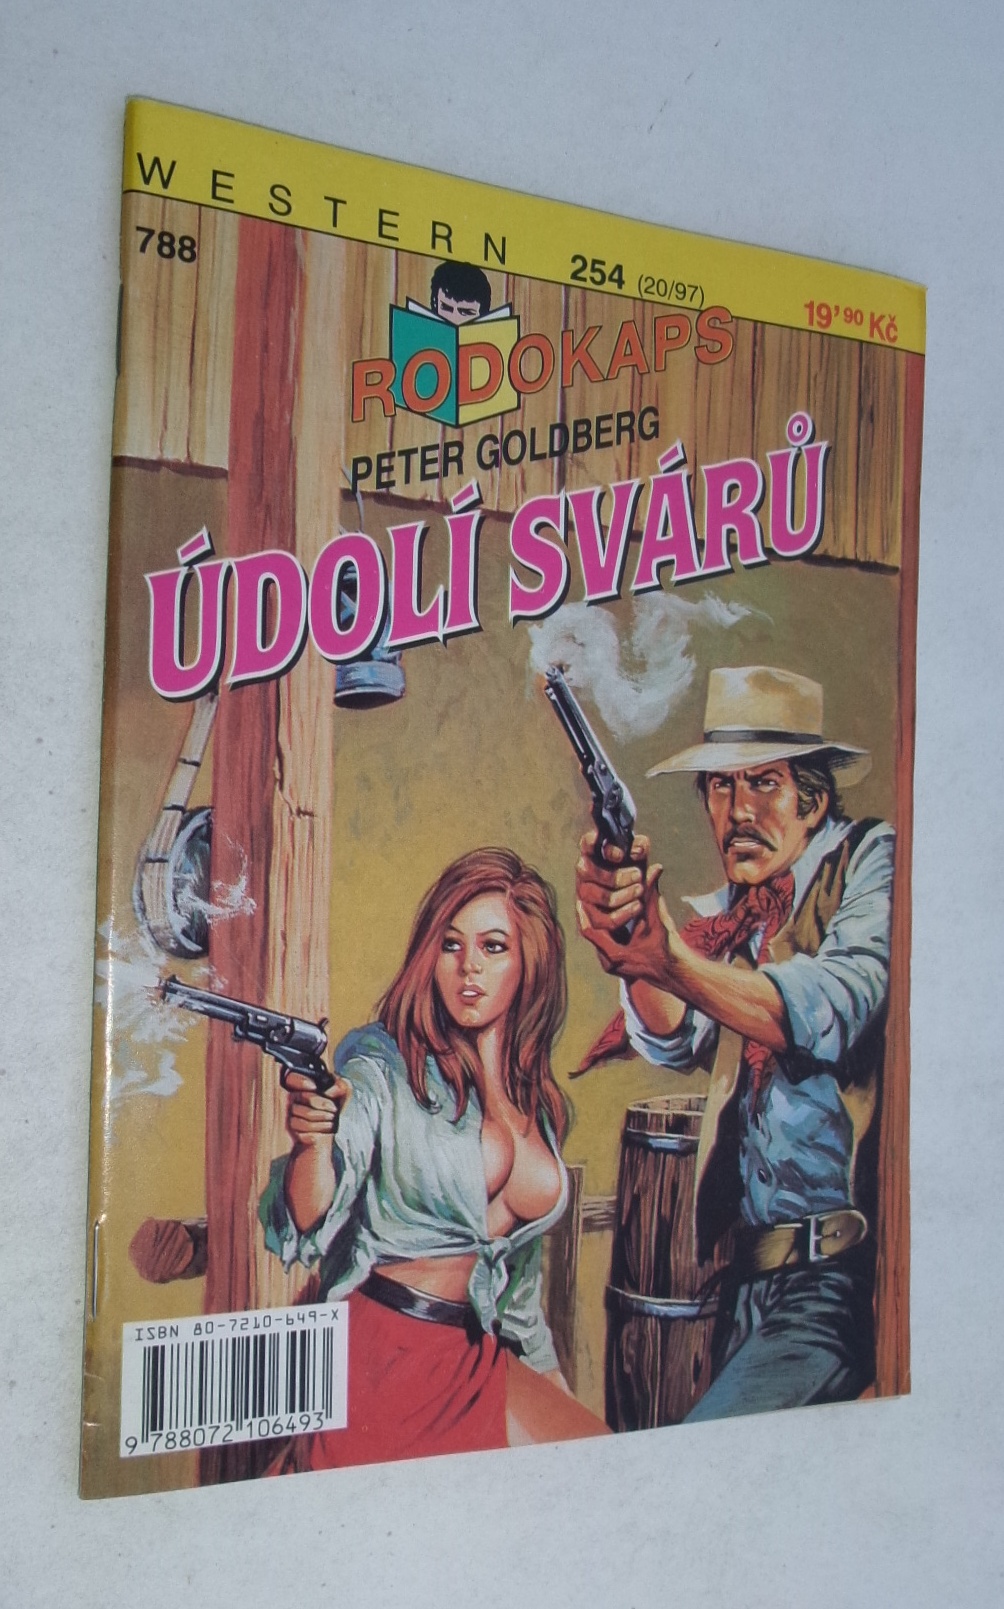 WESTERN
788
254 (20/97)
19'90 Kč
RODOKAPS
PETER GOLDBERG
ÚDOLÍ SVÁRŮ
ISBN 80-7210-649-X
9 788072 106493